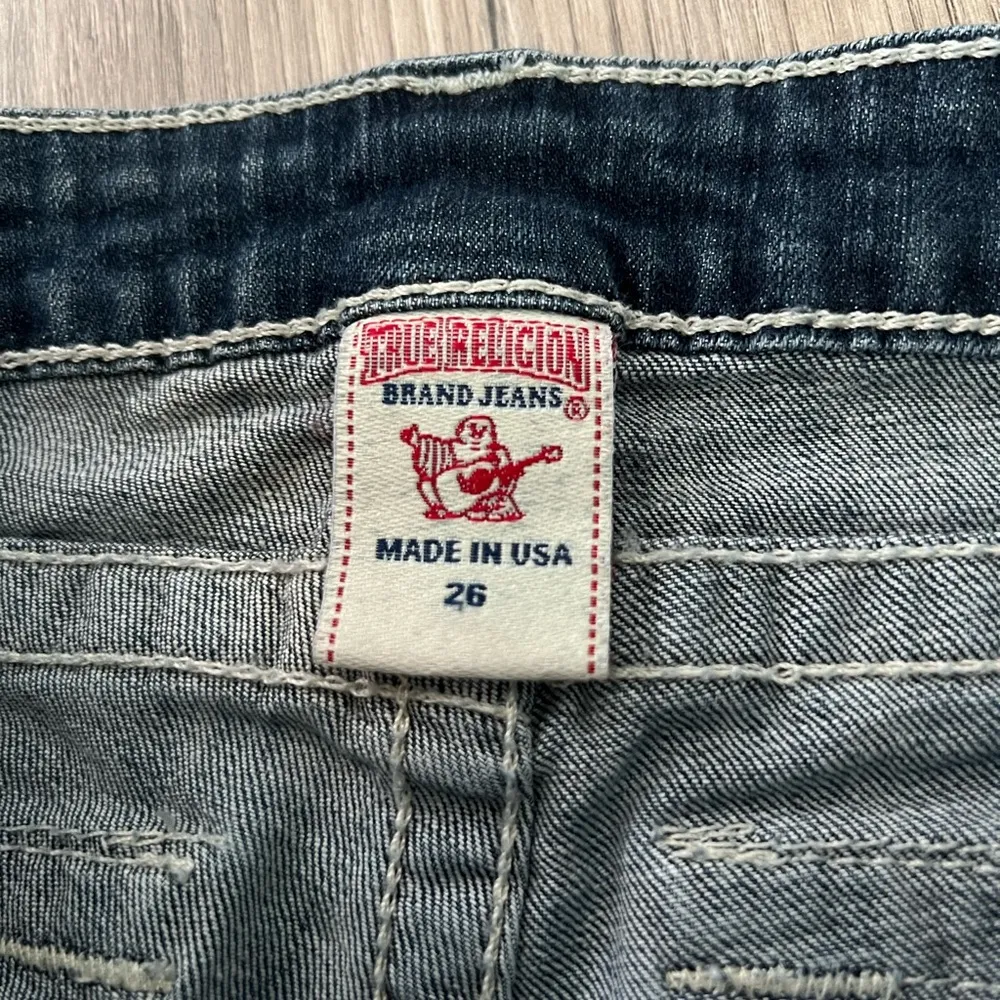 TRUE RELIGION
BRAND JEANS ®
MADE IN USA
26